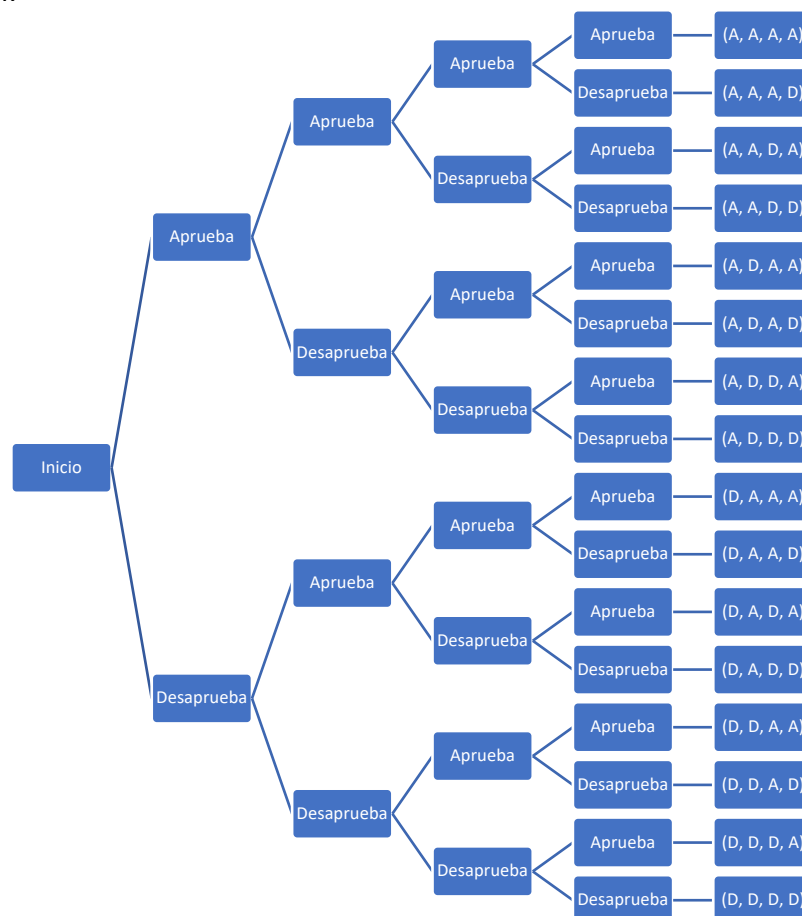 Aprueba (A, A, A, A)
Aprueba
Desaprueba (A, A, A, D)
Aprueba
Aprueba (A, A, D, A)
Desaprueba
Desaprueba (A, A, D, D)
Aprueba
Aprueba (A, D, A, A)
Aprueba
Desaprueba (A, D, A, D)
Desaprueba
Aprueba (A, D, D, A)
Desaprueba
Desaprueba (A, D, D, D)
Inicio
Aprueba (D, A, A, A)
Aprueba
Desaprueba (D, A, A, D)
Aprueba
Aprueba (D, A, D, A)
Desaprueba
Desaprueba (D, A, D, D)
Desaprueba
Aprueba (D, D, A, A)
Aprueba
Desaprueba (D, D, A, D)
Desaprueba
Aprueba (D, D, D, A)
Desaprueba
Desaprueba (D, D, D, D)